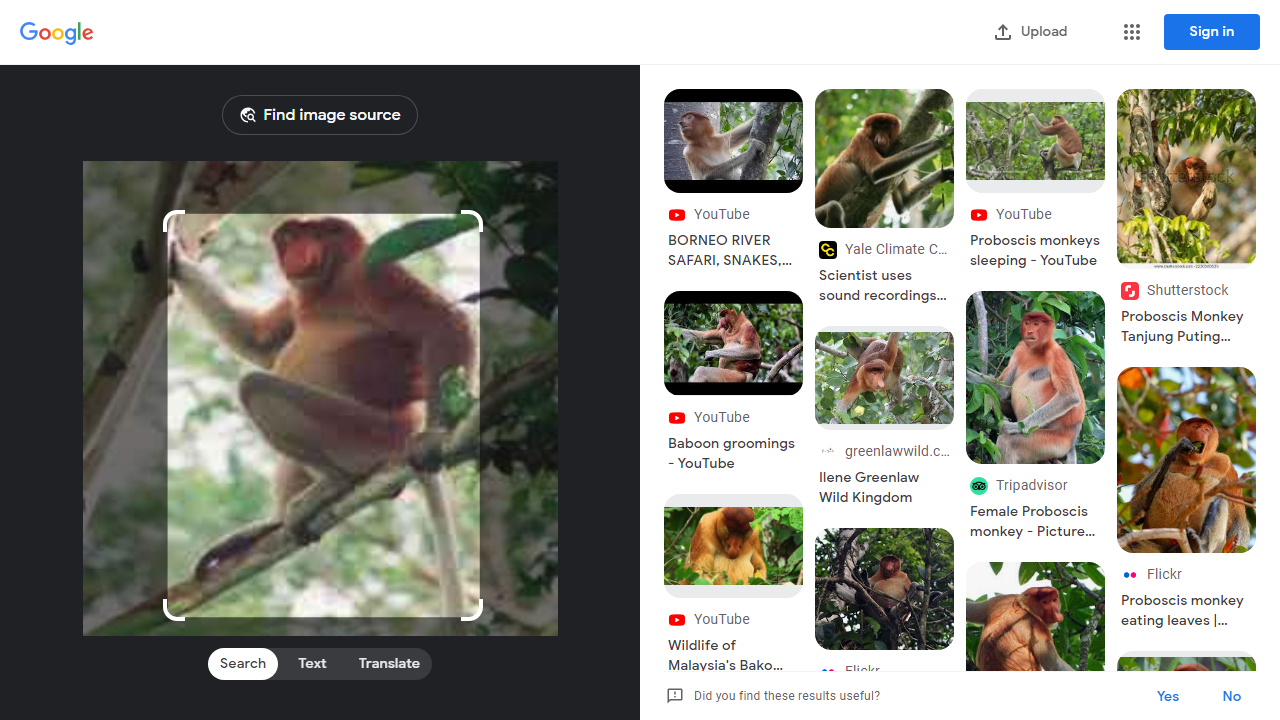 Google
Upload
Sign in
Find image source
Search
Text
Translate
YouTube
BORNEO RIVER
SAFARI, SNAKES,...
YouTube
Baboon groomings
- YouTube
YouTube
Wildlife of
Malaysia's Bako...
Yale Climate C...
Scientist uses
sound recordings...
greenlawwild.c...
Ilene Greenlaw
Wild Kingdom
Flickr
YouTube
Proboscis monkeys
sleeping - YouTube
Tripadvisor
Female Proboscis
monkey - Picture...
Shutterstock
Proboscis Monkey
Tanjung Puting...
Flickr
Proboscis monkey
eating leaves |...
Did you find these results useful?
Yes
No